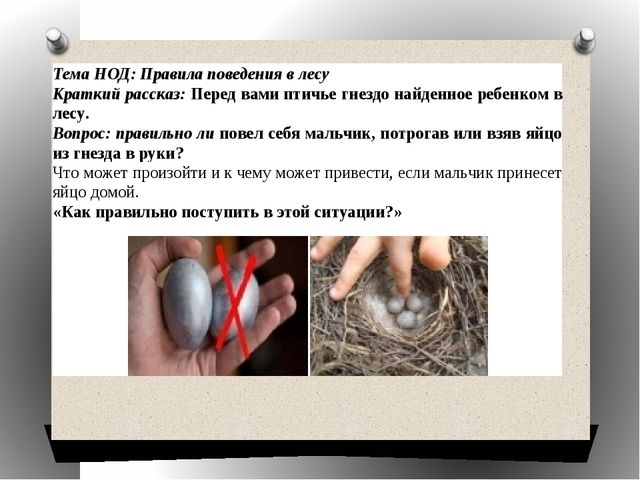 Тема НОД: Правила поведения в лесу
Краткий рассказ: Перед вами птичье гнездо найденное ребенком в
лесу.
Вопрос: правильно ли повел себя мальчик, потрогав или взяв яйцо
из гнезда в руки?
Что может произойти и к чему может привести, если мальчик принесет
яйцо домой.
«Как правильно поступить в этой ситуации?»